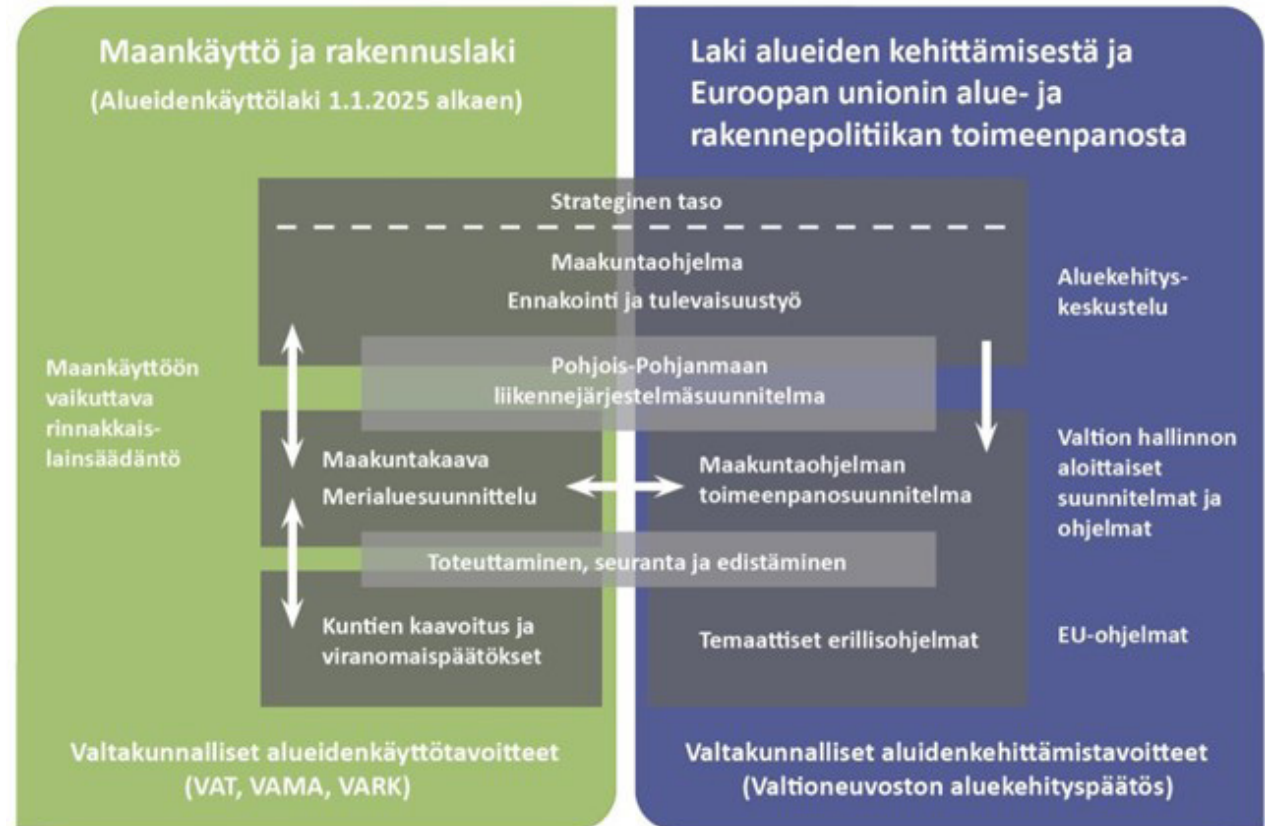 Maankäyttö ja rakennuslaki
(Alueidenkäyttölaki 1.1.2025 alkaen)
Laki alueiden kehittämisestä ja
Euroopan unionin alue- ja
rakennepolitiikan toimeenpanosta
Strateginen taso
Maakuntaohjelma
Ennakointi ja tulevaisuustyö
Aluekehitys-
keskustelu
Maankäyttöön
vaikuttava
rinnakkais-
lainsäädäntö
Pohjois-Pohjanmaan
liikennejärjestelmäsuunnitelma
Maakuntakaava
Merialuesuunnittelu
Maakuntaohjelman
toimeenpanosuunnitelma
Valtion hallinnon
aloittaiset
suunnitelmat ja
ohjelmat
Toteuttaminen, seuranta ja edistäminen
Kuntien kaavoitus ja
viranomaispäätökset
Temaattiset erillisohjelmat
EU-ohjelmat
Valtakunnalliset alueidenkäyttötavoitteet
(VAT, VAMA, VARK)
Valtakunnalliset aluidenkehittämistavoitteet
(Valtioneuvoston aluekehityspäätös)